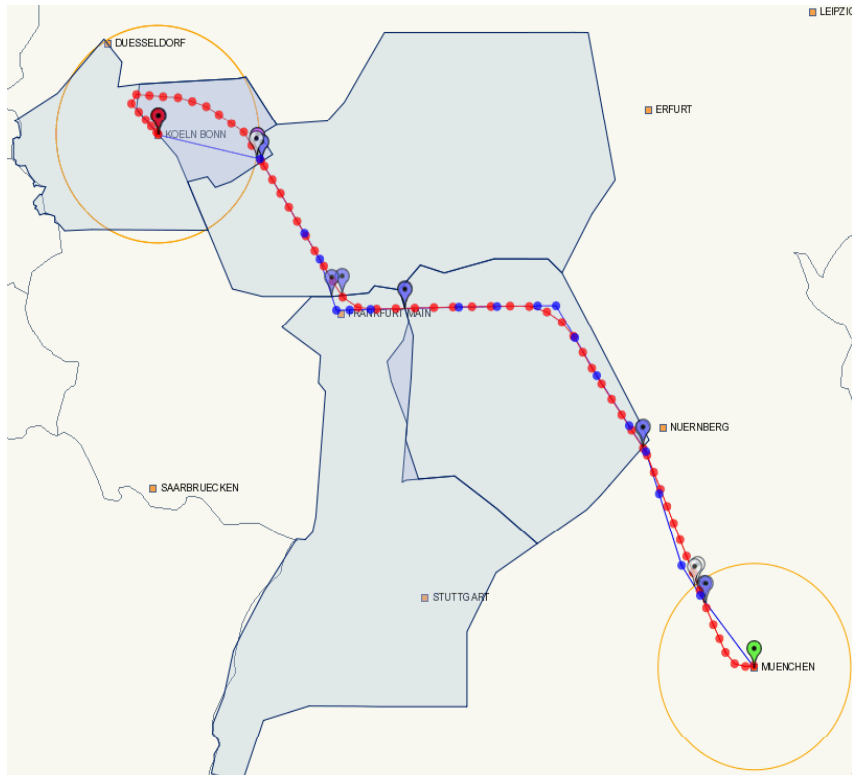 LEIPZIG
DUESSELDORF
ERFURT
KOELN BONN
FRANKFURT MAIN
NUERNBERG
SAARBRUECKEN
STUTTGART
MUENCHEN